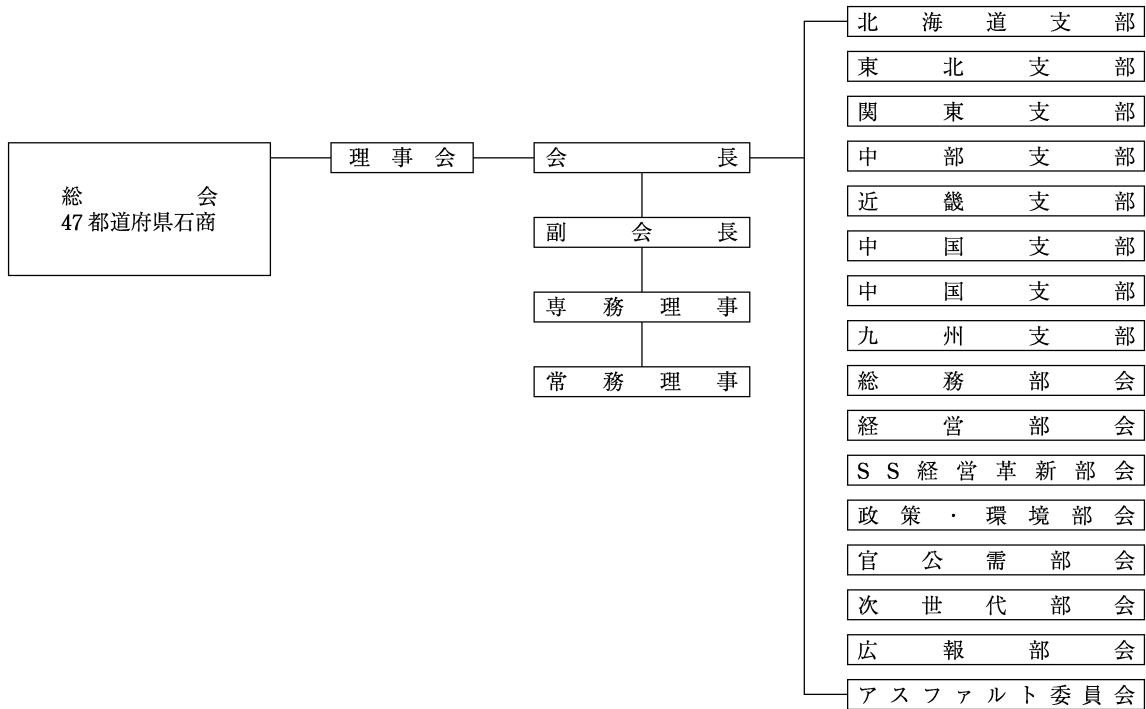 総会
47都道府県石商
理事会
会長
副会長
専務理事
常務理事
北海道支部
東北支部
関東支部
中部支部
近畿支部
中国支部
中国支部
九州支部
総務部会
経営部会
SS経営革新部会
政策・環境部会
官公需部会
次世代部会
広報部会
アスファルト委員会